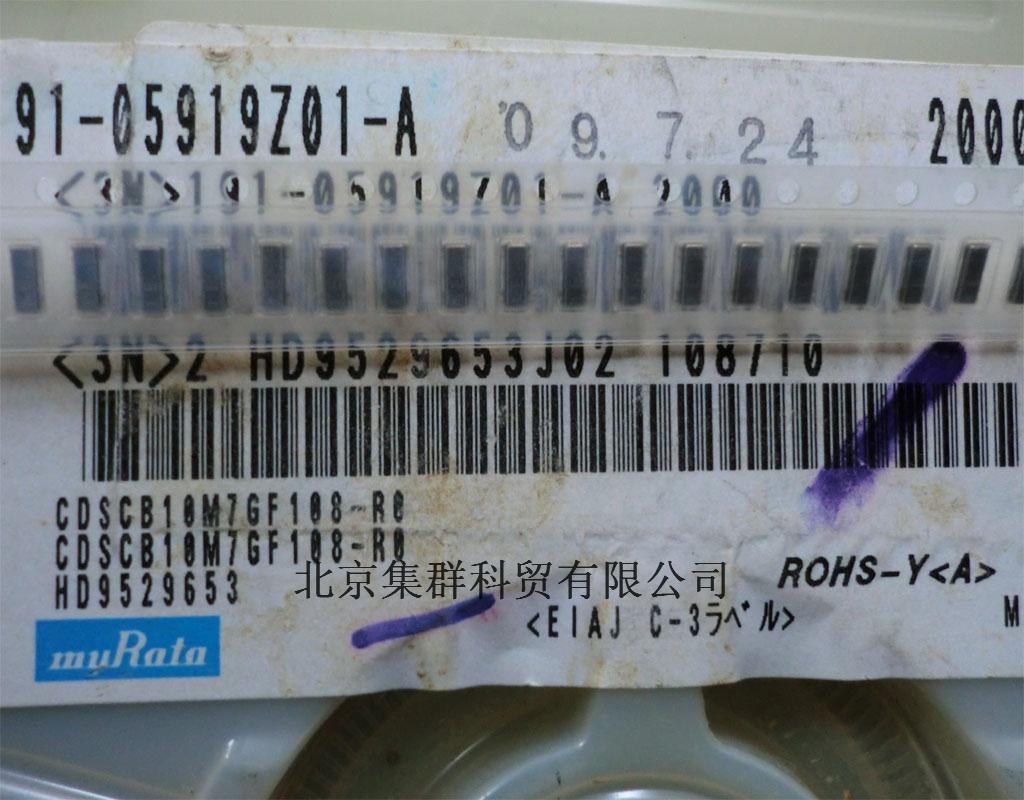 91-05919Z01-A '09. 7. 24 2000
<3N>191-05919Z01-A 2000
<3N>2 HD9529653J02 108710
CDSCB10M7GF108-R0
CDSCB10M7GF108-R0
HD9529653
北京集群科贸有限公司
ROHS-Y<A>
<EIAJ C-3ラベル>
M
muRata